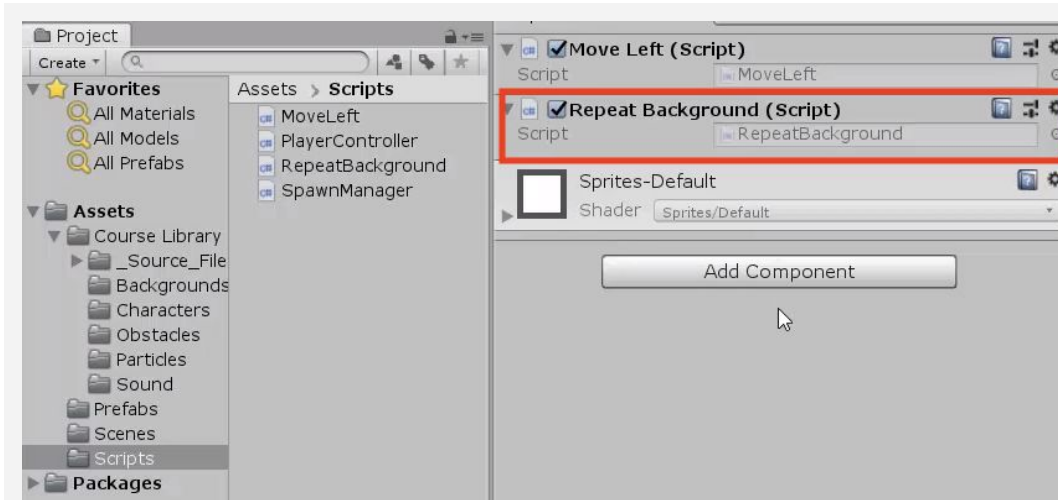 Project
Create
Favorites
All Materials
All Models
All Prefabs
Assets
Course Library
_Source_File
Backgrounds
Characters
Obstacles
Particles
Sound
Prefabs
Scenes
Scripts
Packages
Assets > Scripts
MoveLeft
PlayerController
RepeatBackground
SpawnManager
Move Left (Script)
Script MoveLeft
Repeat Background (Script)
Script RepeatBackground
Sprites-Default
Shader Sprites/Default
Add Component